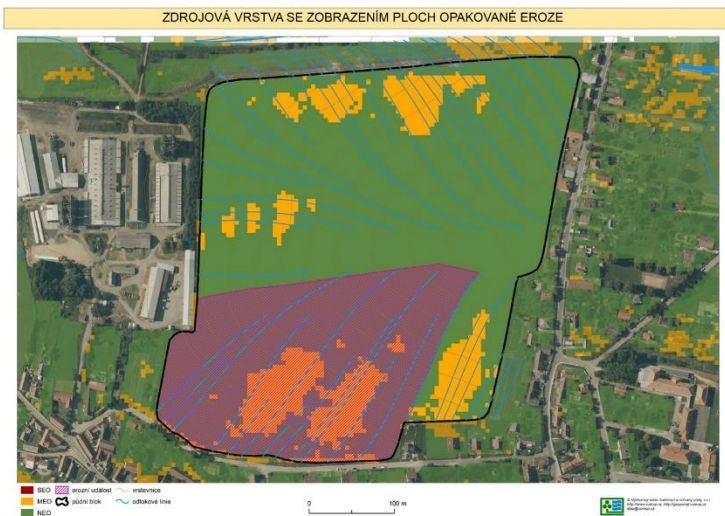 ZDROJOVÁ VRSTVA SE ZOBRAZENÍM PLOCH OPAKOVANÉ EROZE
SEO erozní událost vrstevnice
MEO půdní blok odtokové linie
NEO
0 100 m